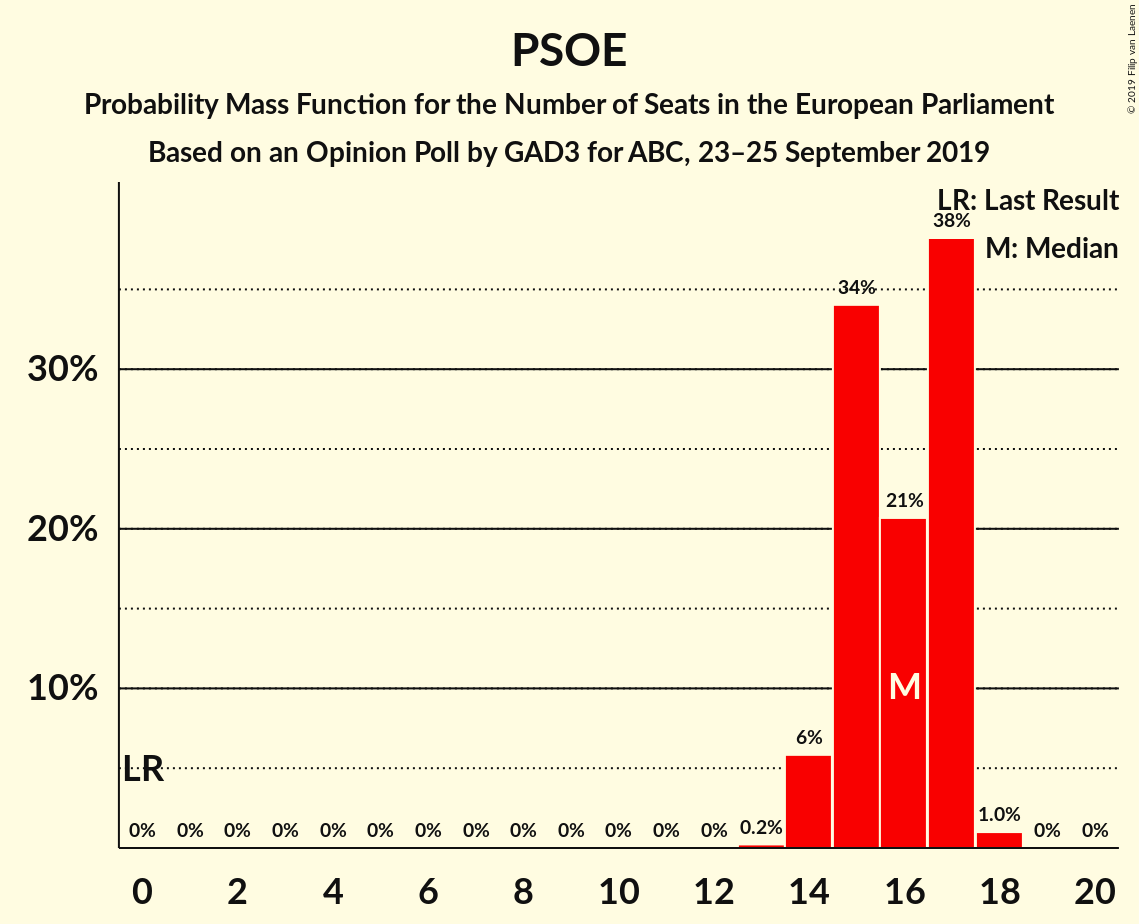 PSOE
Probability Mass Function for the Number of Seats in the European Parliament
Based on an Opinion Poll by GAD3 for ABC, 23–25 September 2019
© 2019 Filip van Laenen
LR: Last Result
M: Median
38%
34%
30%
21%
20%
10%
M
6%
LR
0% 0% 0% 0% 0% 0% 0% 0% 0% 0% 0% 0% 0% 0.2% 1.0% 0% 0%
0 2 4 6 8 10 12 14 16 18 20